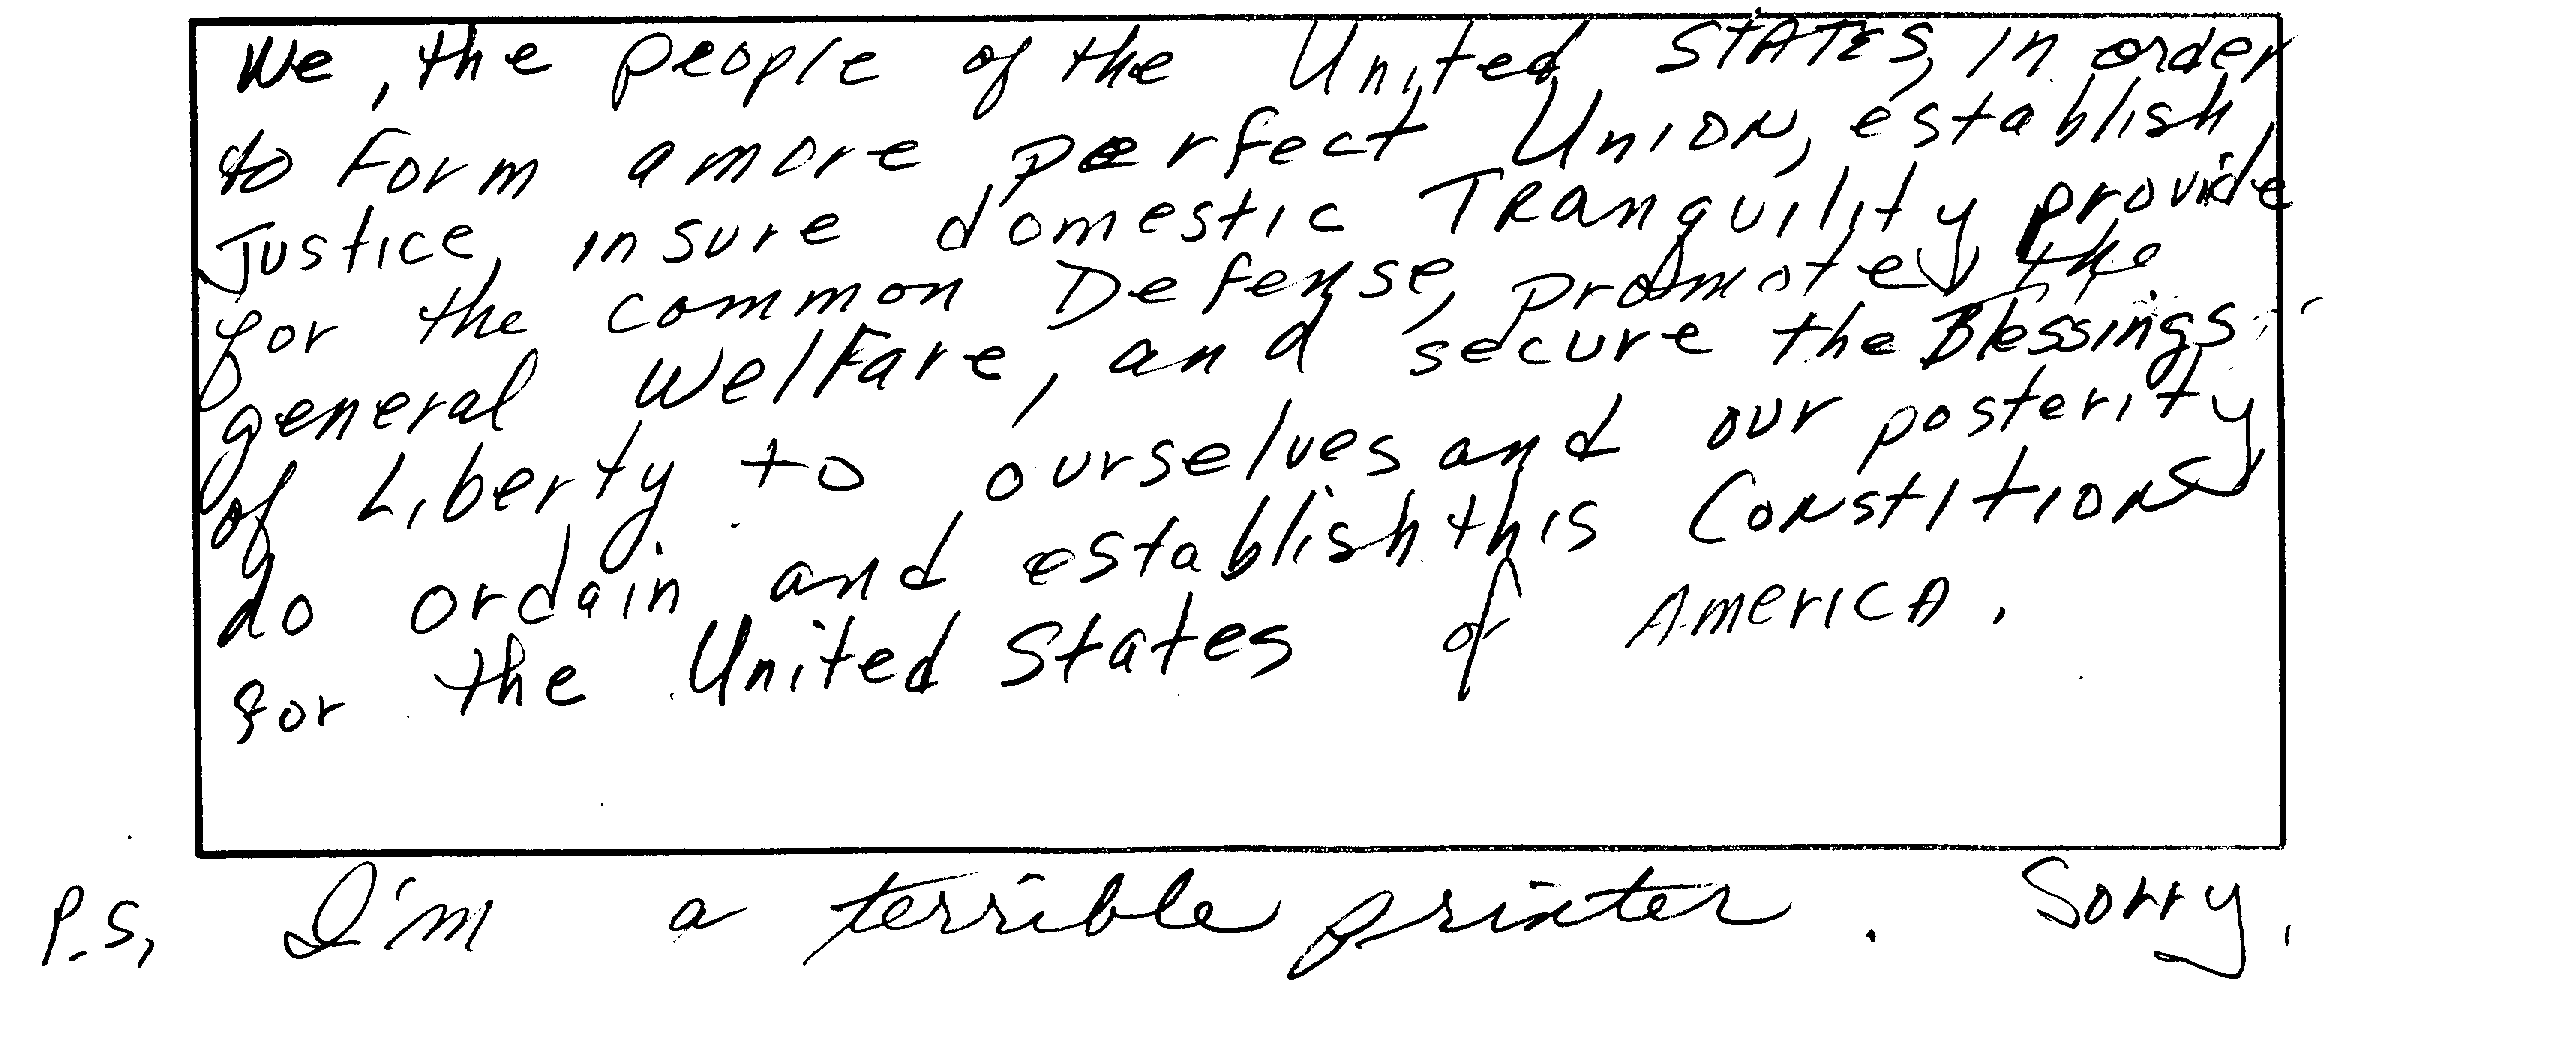 We, the people of the United STATES, in order
to Form a more perfect Union, establish
Justice, insure domestic TRanquility provide
for the common Defense, promote the
general Welfare, and secure the Blessings
of Liberty to ourselves and our posterity
do ordain and establish this Constition
for the United States of America.
P.S, I'm a terrible printer. Sorry.